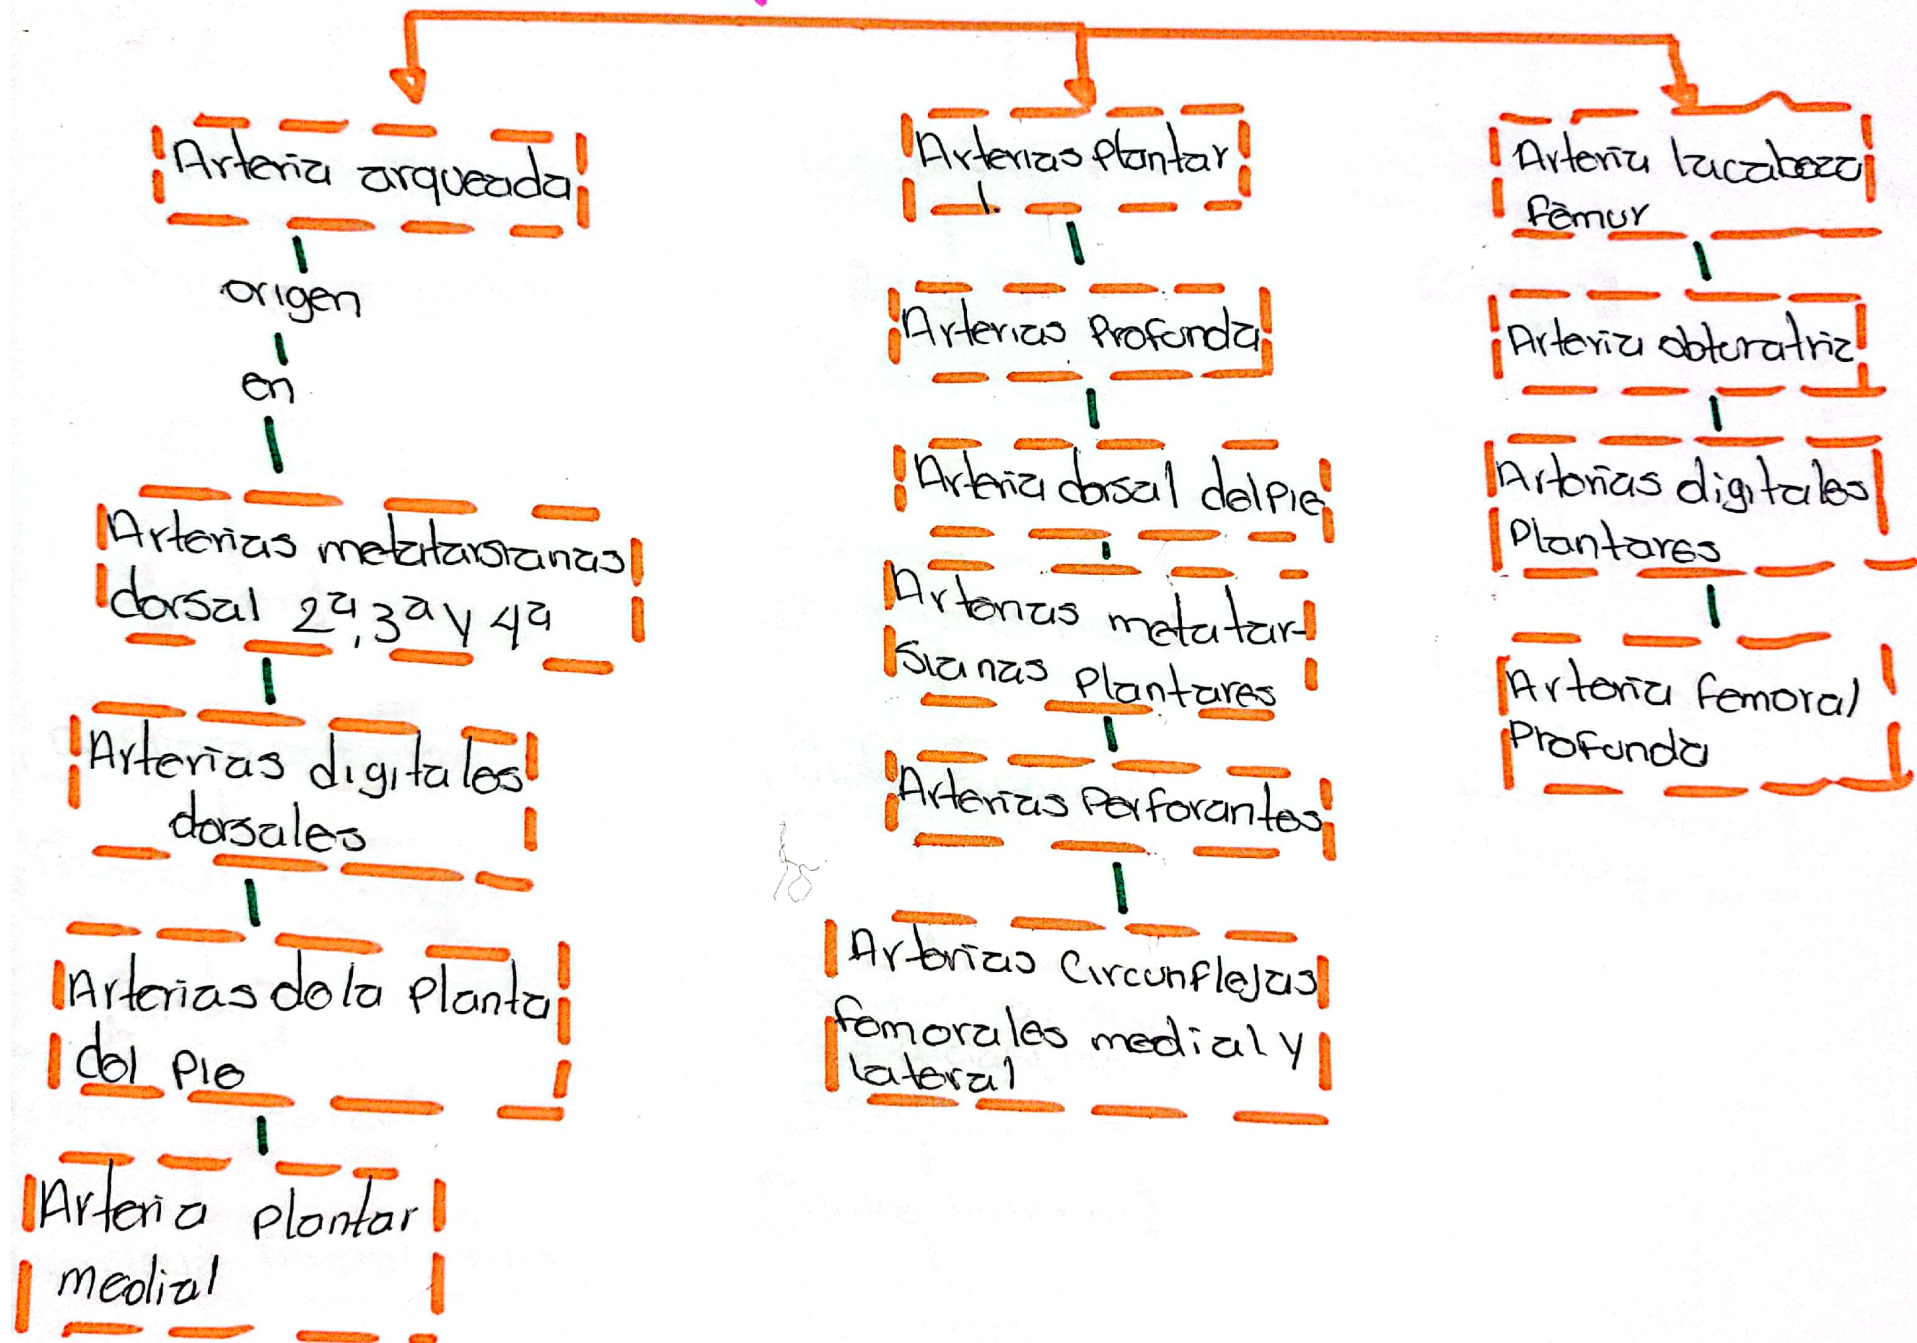 Arteria arqueada
origen
en
Arterias metatarsianas
dorsal 2ª, 3ª y 4ª
Arterias digitales
dorsales
Arterias de la Planta
del Pie
Arteria plantar
medial
Arterias Plantar
Arterias Profunda
Arteria dorsal del Pie
Arterias metatar-
sianas Plantares
Arterias Perforantes
Arterias Circunflejas
femorales medial y
lateral
Arteria lacabeza
fémur
Arteria obturatriz
Arterias digitales
Plantares
Arteria femoral
Profunda